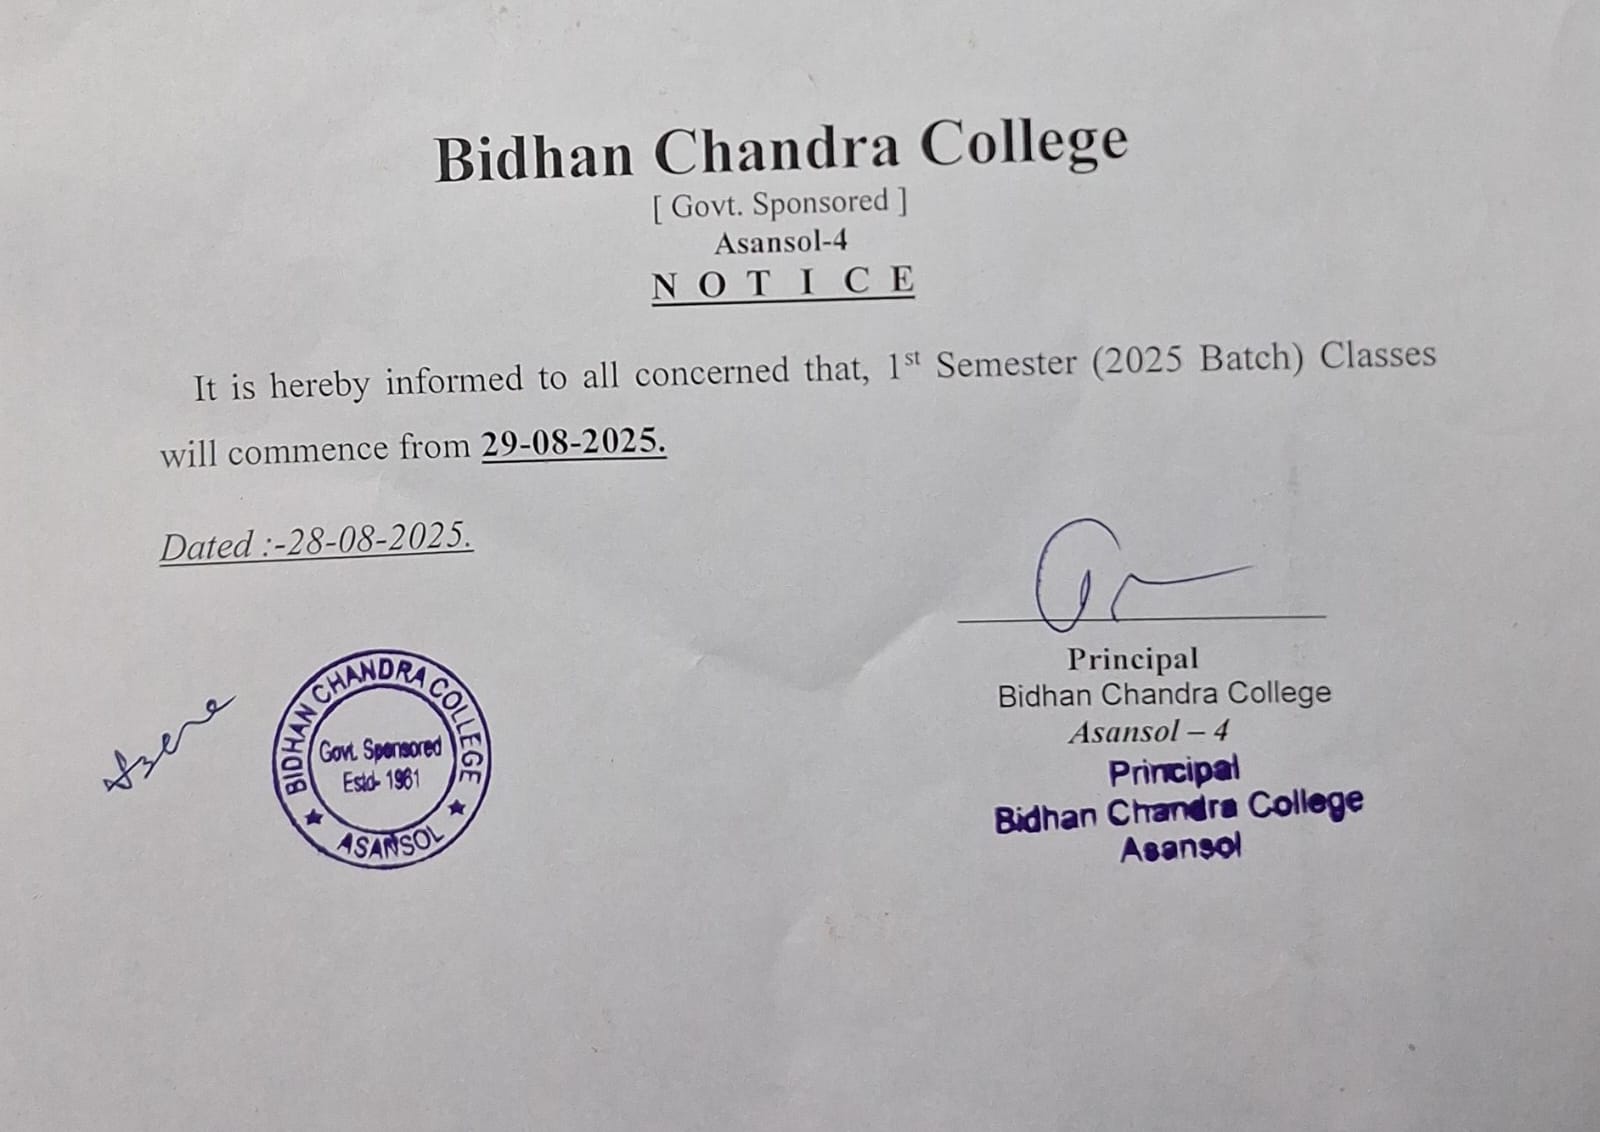 Bidhan Chandra College
[ Govt. Sponsored ]
Asansol-4
N O T I C E
It is hereby informed to all concerned that, 1st Semester (2025 Batch) Classes
will commence from 29-08-2025.
Dated :-28-08-2025.
BIDHAN CHANDRA COLLEGE
Govt. Sponsored
Estd- 1961
ASANSOL
Principal
Bidhan Chandra College
Asansol – 4
Principal
Bidhan Chandra College
Asansol